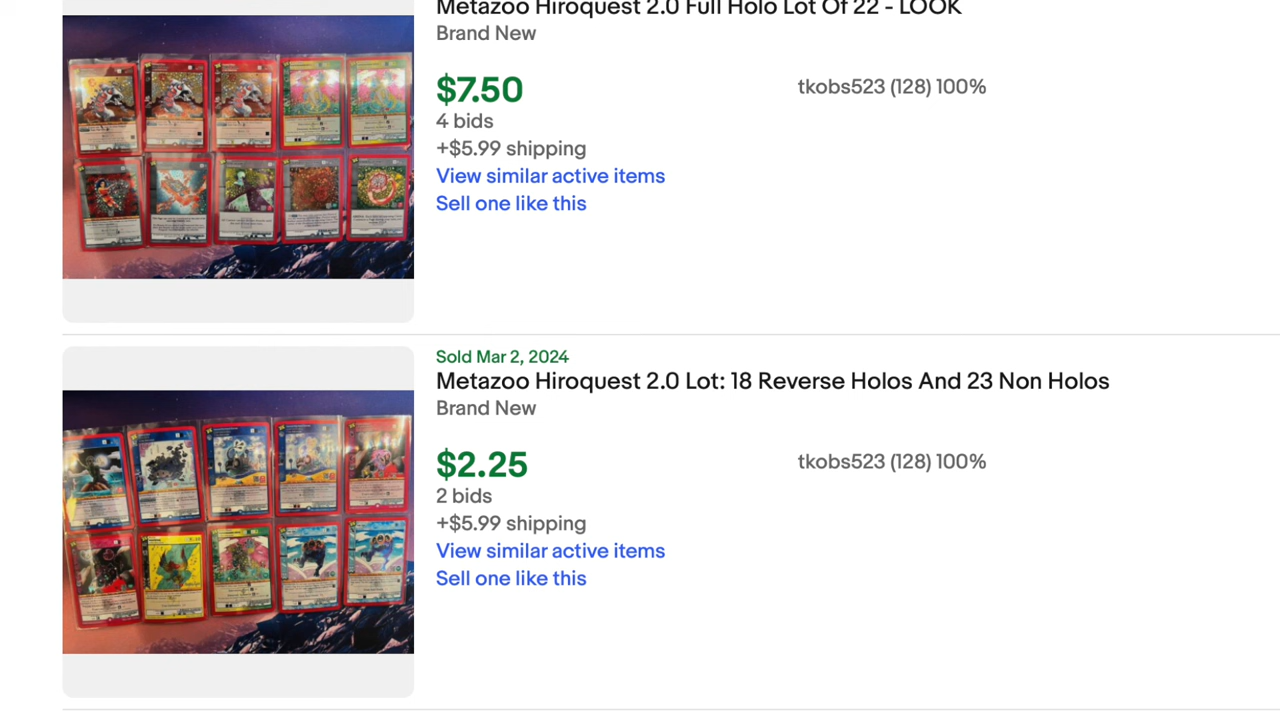 Metazoo Hiroquest 2.0 Full Holo Lot Of 22 - LOOK
Brand New
$7.50
tkobs523 (128) 100%
4 bids
+$5.99 shipping
View similar active items
Sell one like this
Sold Mar 2, 2024
Metazoo Hiroquest 2.0 Lot: 18 Reverse Holos And 23 Non Holos
Brand New
$2.25
tkobs523 (128) 100%
2 bids
+$5.99 shipping
View similar active items
Sell one like this